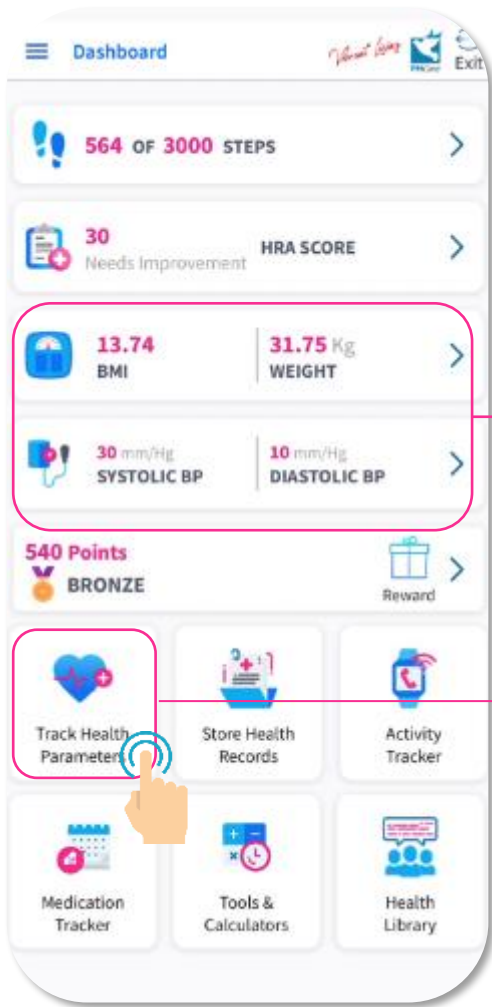 Dashboard
Vibrant living
Exit
564 OF 3000 STEPS
30
Needs Improvement
HRA SCORE
13.74
BMI
31.75 Kg
WEIGHT
30 mm/Hg
SYSTOLIC BP
10 mm/Hg
DIASTOLIC BP
540 Points
BRONZE
Reward
Track Health
Parameters
Store Health
Records
Activity
Tracker
Medication
Tracker
Tools &
Calculators
Health
Library